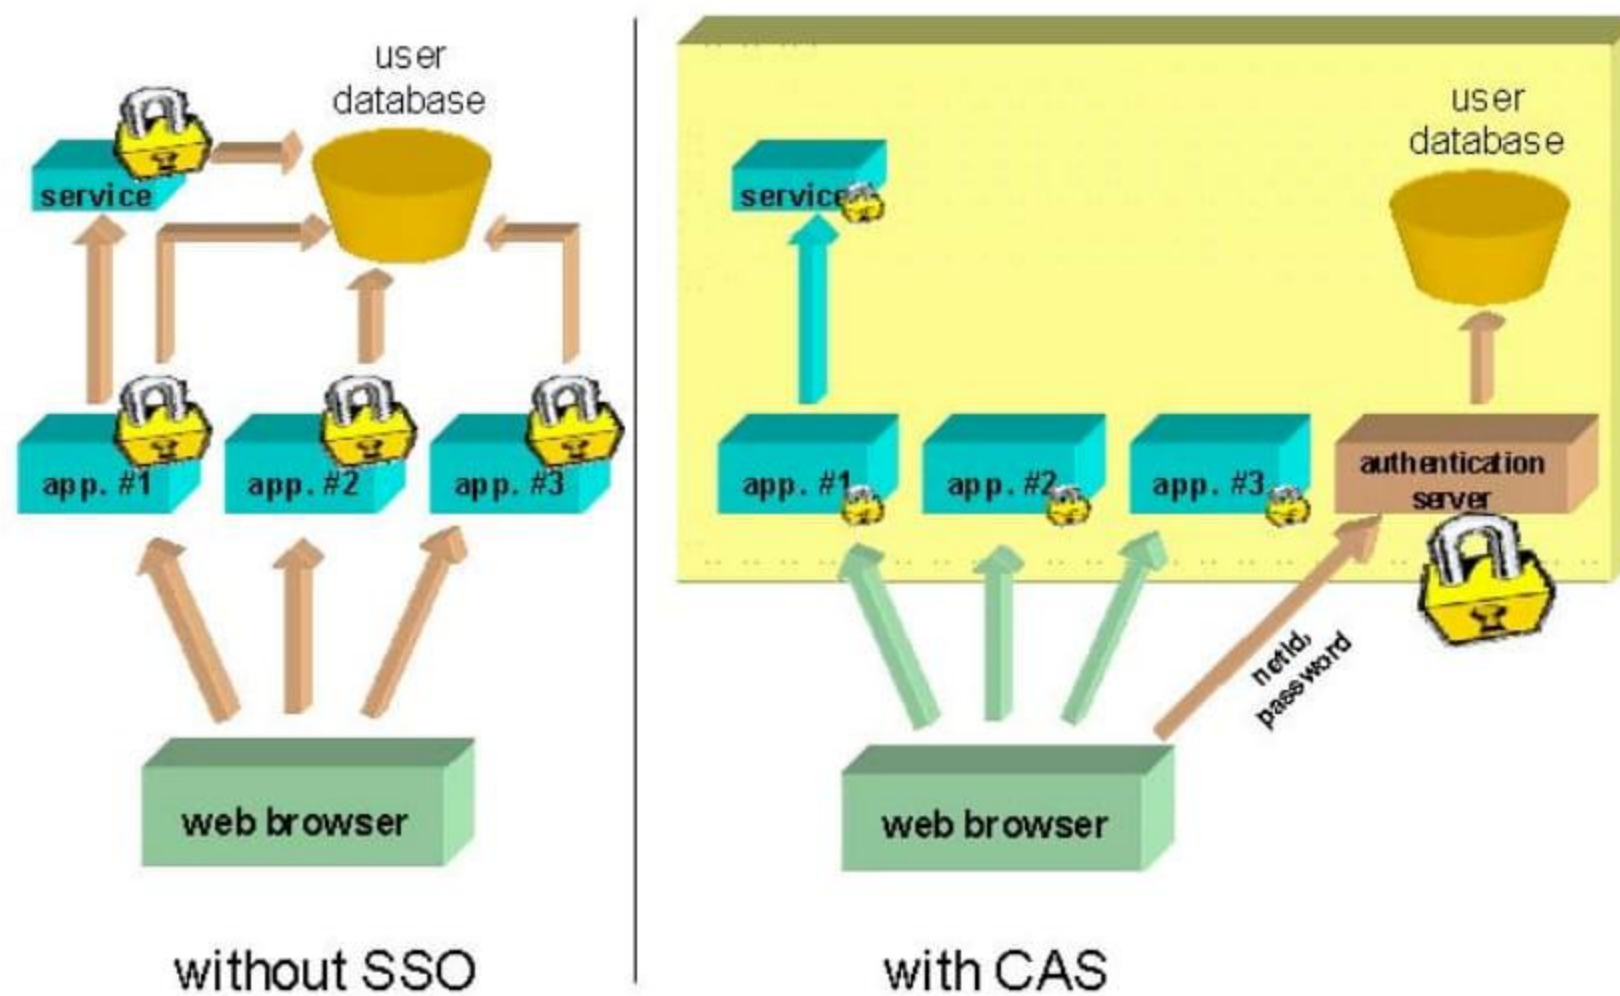 user
database
service
app. #1
app. #2
app. #3
web browser
without SSO
user
database
service
app. #1
app. #2
app. #3
authentication
server
netId,
password
web browser
with CAS